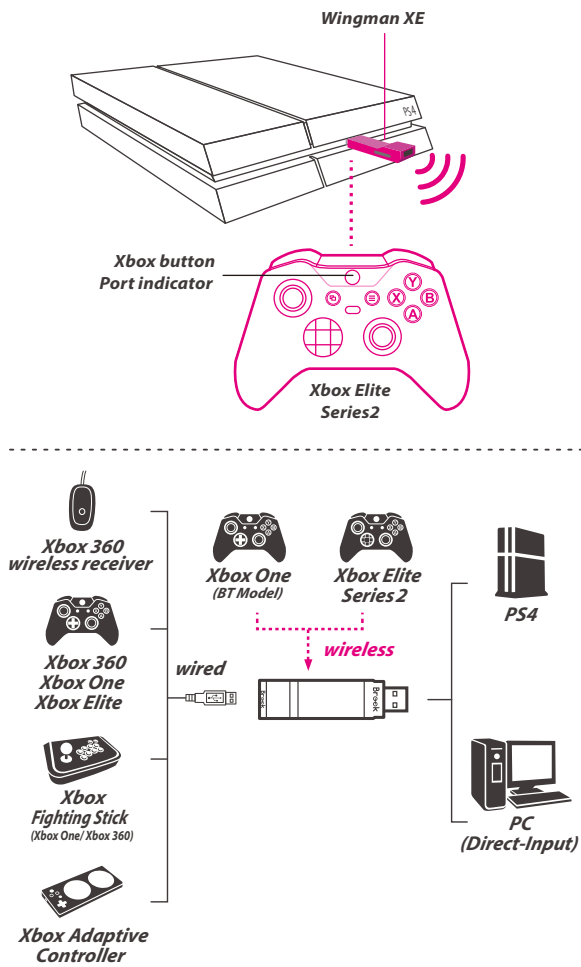 Wingman XE
PS4
Xbox button
Port indicator
Y
X
B
A
Xbox Elite
Series2
Xbox 360
wireless receiver
Xbox One
(BT Model)
Xbox Elite
Series2
PS4
wireless
Xbox 360
Xbox One
Xbox Elite
wired
Brook
Brook
Xbox
Fighting Stick
(Xbox One/ Xbox 360)
PC
(Direct-Input)
Xbox Adaptive
Controller